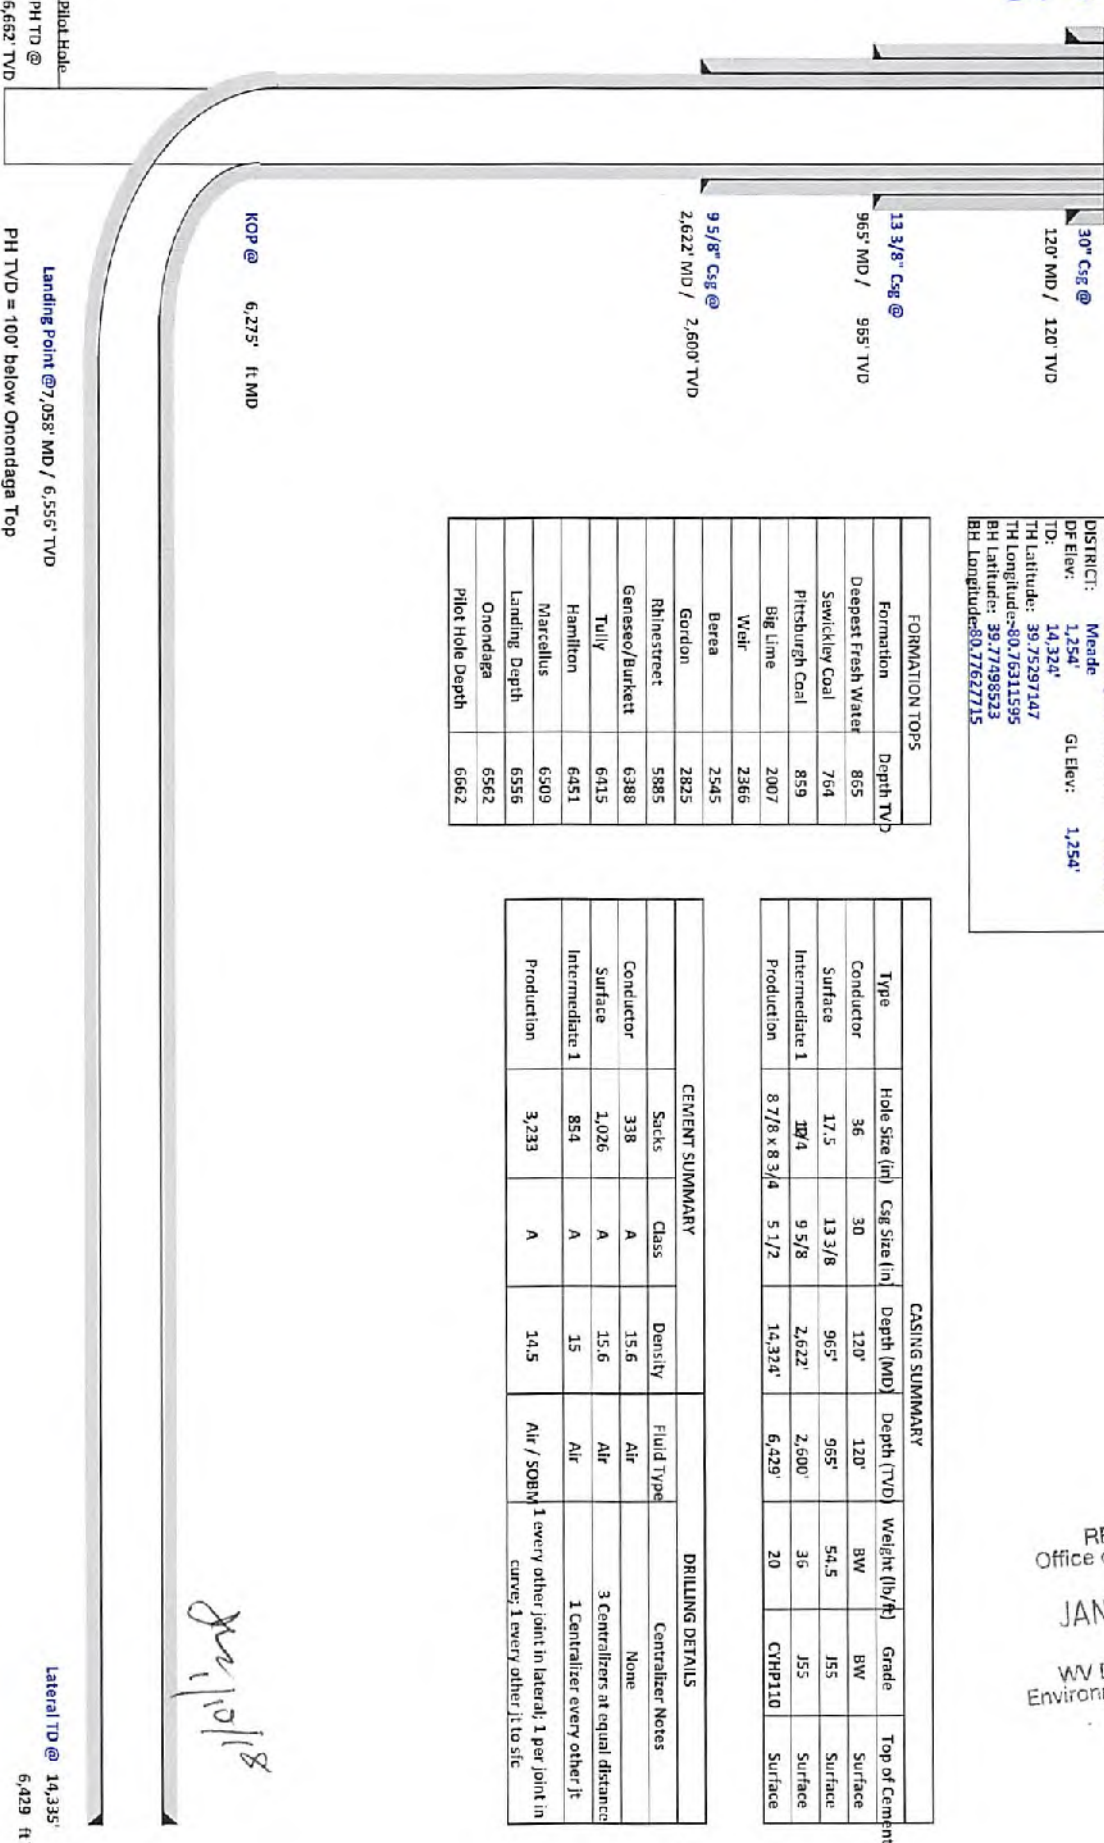 DISTRICT: Meade
DF Elev: 1,254' GL Elev: 1,254'
TD: 14,324'
TH Latitude: 39.75297147
TH Longitude:-80.76311595
BH Latitude: 39.77498523
BH Longitude:-80.77627715
30" Csg @
120' MD / 120' TVD
13 3/8" Csg @
965' MD / 965' TVD
9 5/8" Csg @
2,622' MD / 2,600' TVD
FORMATION TOPS
Formation Depth TVD
Deepest Fresh Water 865
Sewickley Coal 764
Pittsburgh Coal 859
Big Lime 2007
Weir 2366
Berea 2545
Gordon 2825
Rhinestreet 5885
Geneseo/Burkett 6388
Tully 6415
Hamilton 6451
Marcellus 6509
Landing Depth 6556
Onondaga 6562
Pilot Hole Depth 6662
CASING SUMMARY
Type Hole Size (in) Csg Size (in) Depth (MD) Depth (TVD) Weight (lb/ft) Grade Top of Cement
Conductor 36 30 120' 120' BW BW Surface
Surface 17.5 13 3/8 965' 965' 54.5 J55 Surface
Intermediate 1 9 5/8 2,622' 2,600' 36 J55 Surface
Production 8 7/8 x 8 3/4 5 1/2 14,324' 6,429' 20 CYHP110 Surface
CEMENT SUMMARY DRILLING DETAILS
Sacks Class Density Fluid Type Centralizer Notes
Conductor 338 A 15.6 Air None
Surface 1,026 A 15.6 Air 3 Centralizers at equal distance
Intermediate 1 854 A 15 Air 1 Centralizer every other jt
Production 3,233 A 14.5 Air / SOBM 1 every other joint in lateral; 1 per joint in
curve; 1 every other jt to sfc
KOP @ 6,275' ft MD
Pilot Hole
PH TD @
6,662' TVD
Landing Point @7,058' MD / 6,556' TVD
PH TVD = 100' below Onondaga Top
Lateral TD @ 14,335'
6,429 ft
1/10/18
Office
JAN
WV